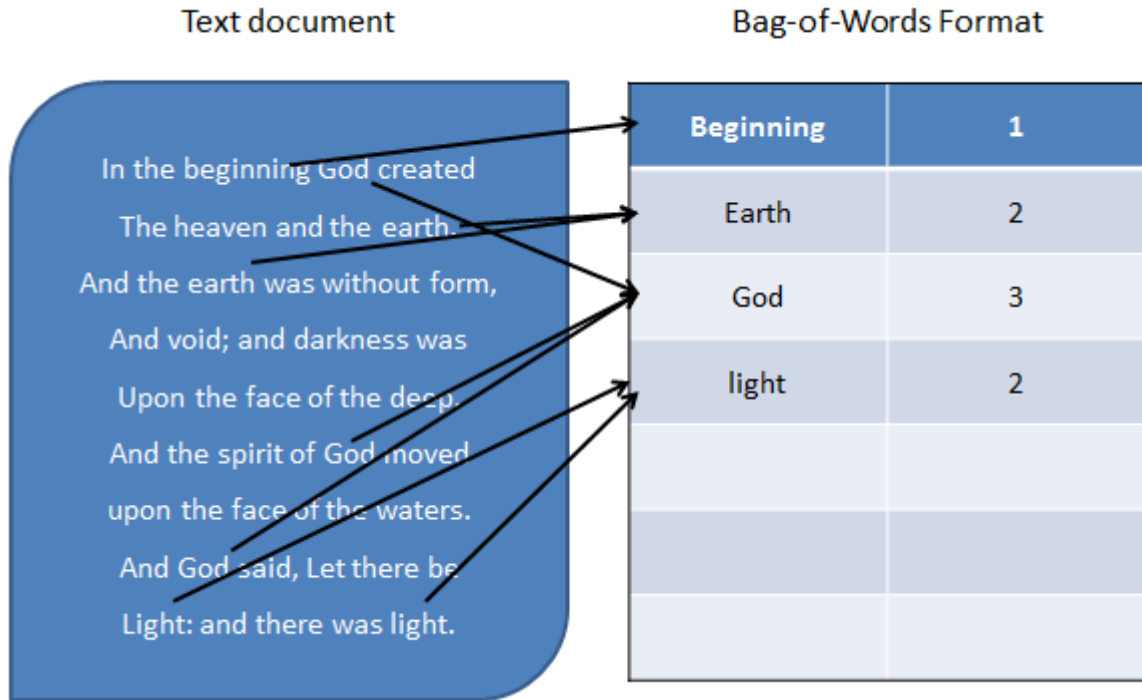 Text document
Bag-of-Words Format
In the beginning God created
The heaven and the earth.
And the earth was without form,
And void; and darkness was
Upon the face of the deep.
And the spirit of God moved
upon the face of the waters.
And God said, Let there be
Light: and there was light.
Beginning 1
Earth 2
God 3
light 2